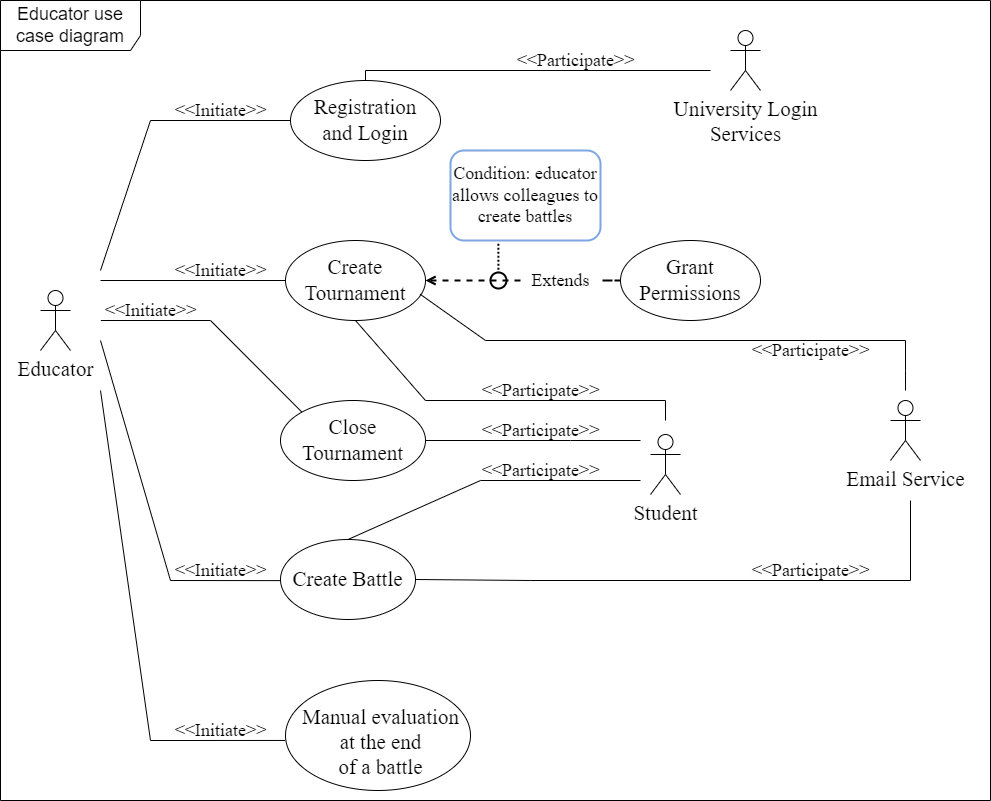 Educator use
case diagram
<<Participate>>
University Login
Services
<<Initiate>>
Registration
and Login
Condition: educator
allows colleagues to
create battles
<<Initiate>>
Create
Tournament
Extends
Grant
Permissions
<<Initiate>>
Educator
<<Participate>>
<<Participate>>
Close
Tournament
<<Participate>>
<<Participate>>
Student
Email Service
<<Initiate>>
Create Battle
<<Participate>>
<<Initiate>>
Manual evaluation
at the end
of a battle